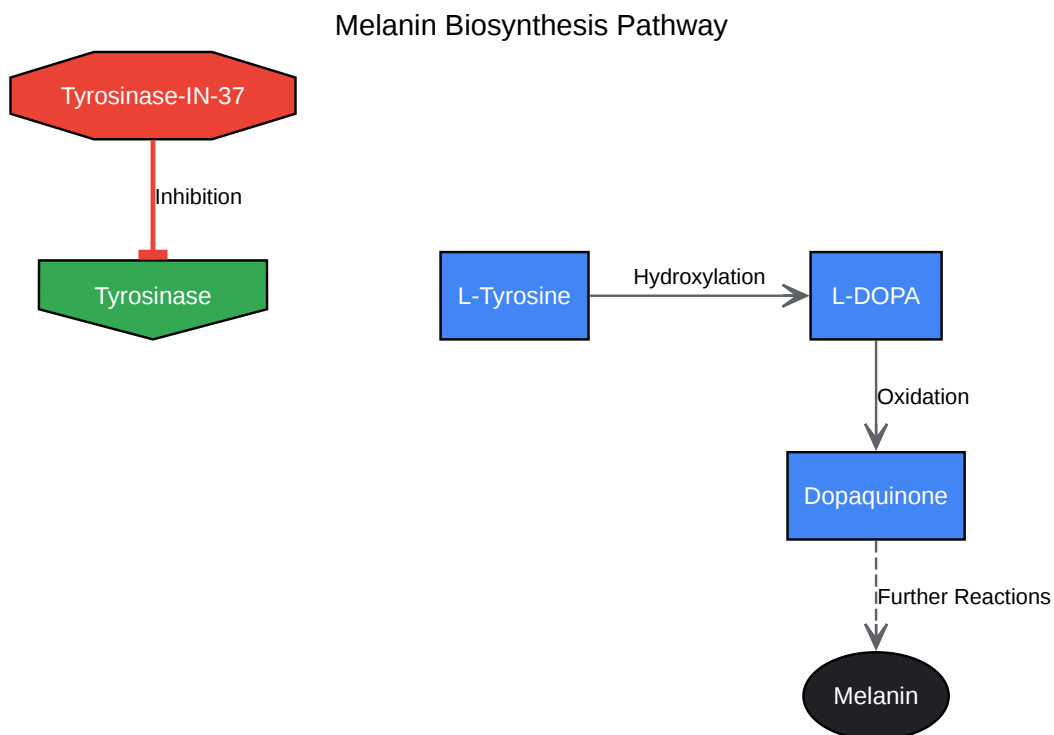 Melanin Biosynthesis Pathway
Tyrosinase-IN-37
Inhibition
Tyrosinase
L-Tyrosine
Hydroxylation
L-DOPA
Oxidation
Dopaquinone
Further Reactions
Melanin